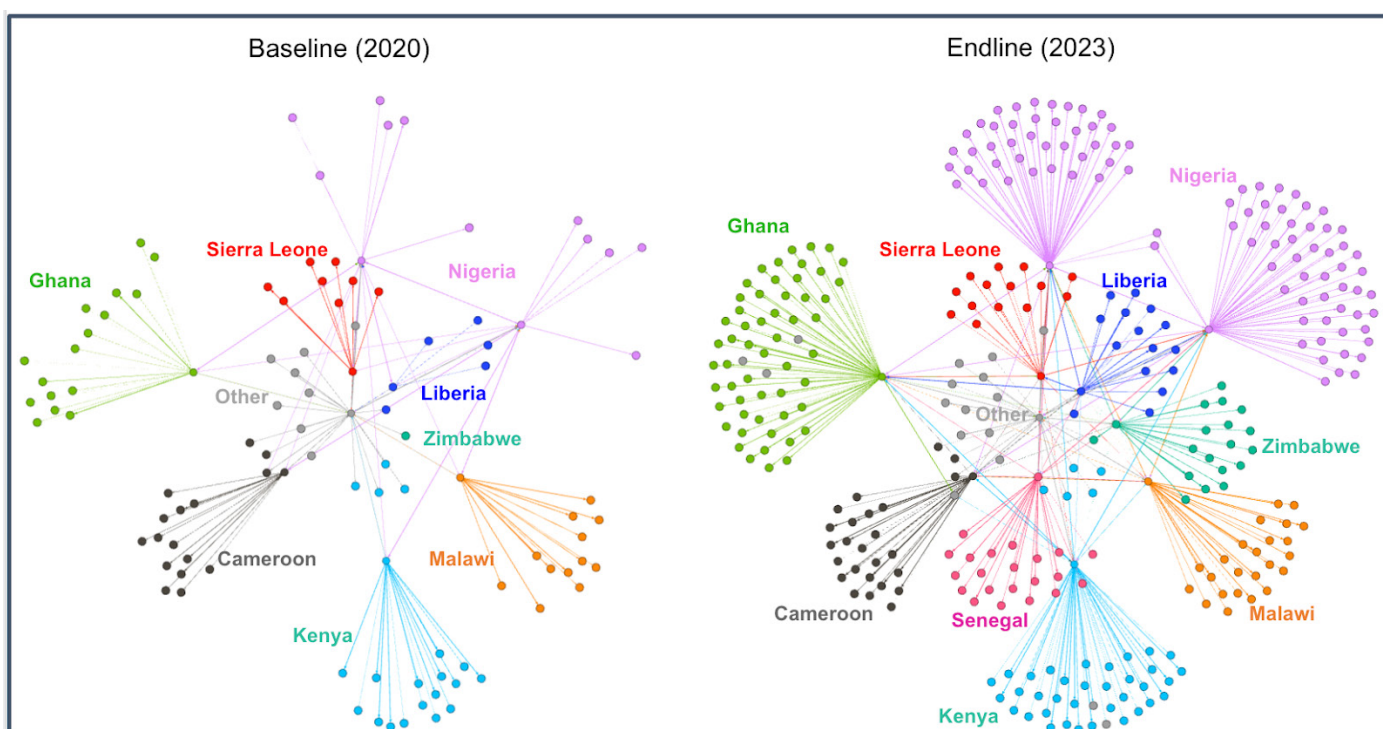 Baseline (2020)
Ghana
Sierra Leone
Nigeria
Other
Liberia
Zimbabwe
Cameroon
Malawi
Kenya
Endline (2023)
Nigeria
Ghana
Sierra Leone
Liberia
Other
Zimbabwe
Cameroon
Senegal
Malawi
Kenya